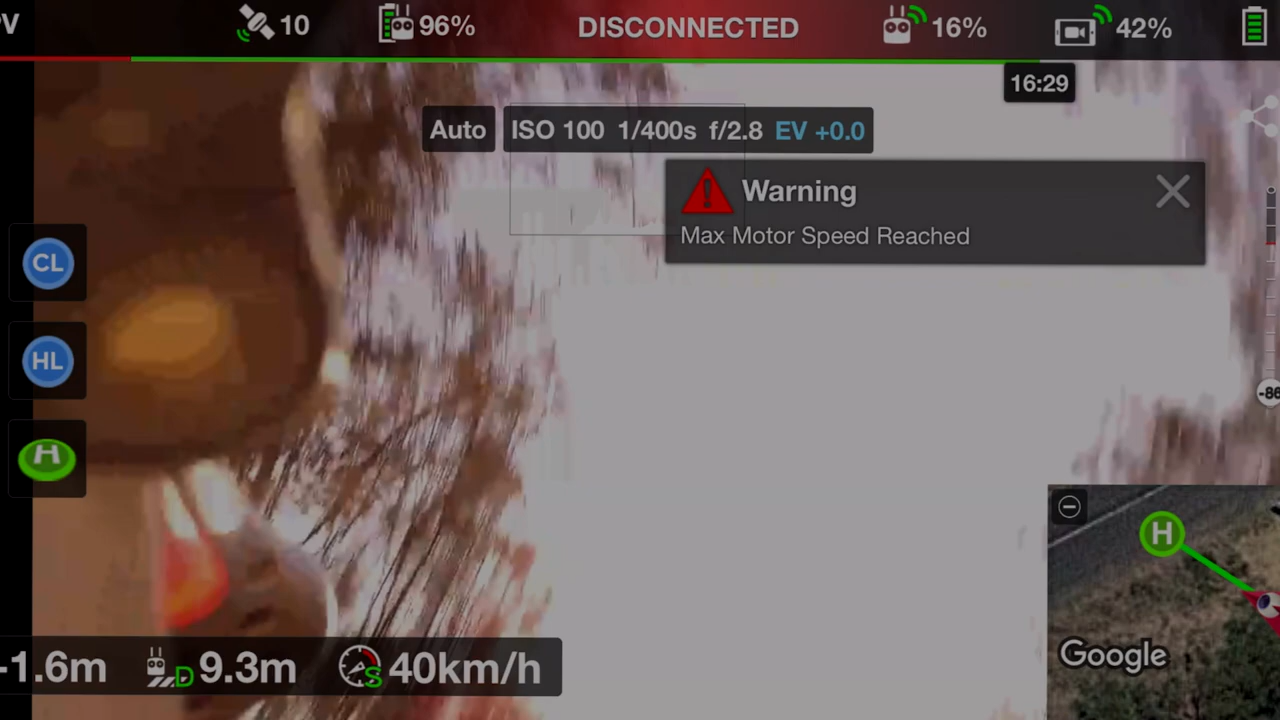 V 10 96% DISCONNECTED 16% 42%
16:29
Auto ISO 100 1/400s f/2.8 EV +0.0
Warning
Max Motor Speed Reached
CL
HL
H
-86
H
Google
-1.6m D 9.3m S 40km/h